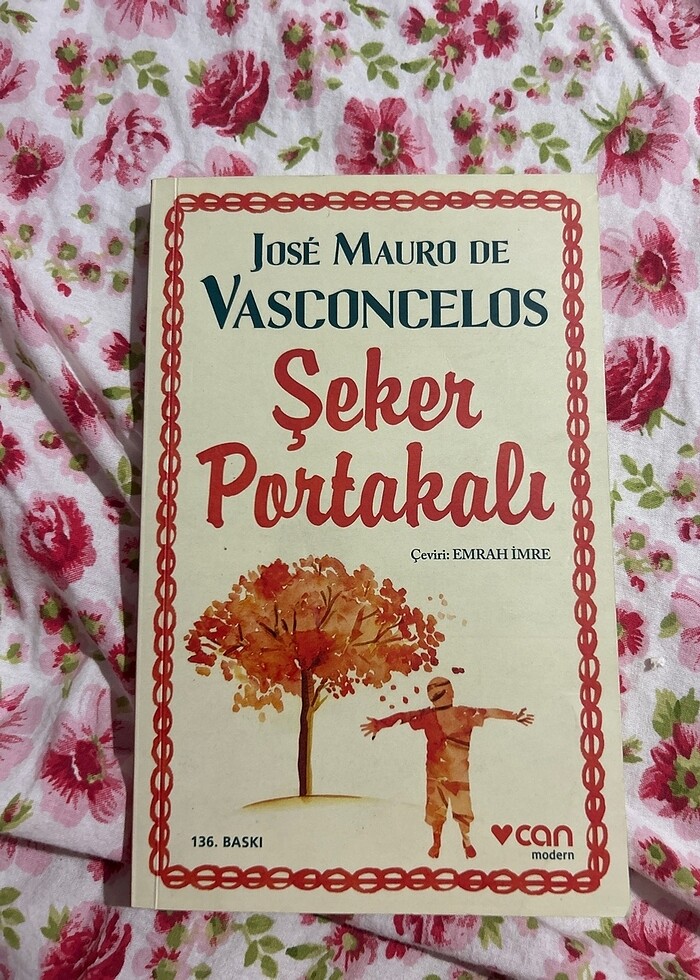 JOSÉ MAURO DE
VASCONCELOS
Şeker
Portakalı
Çeviri: EMRAH İMRE
136. BASKI
can
modern